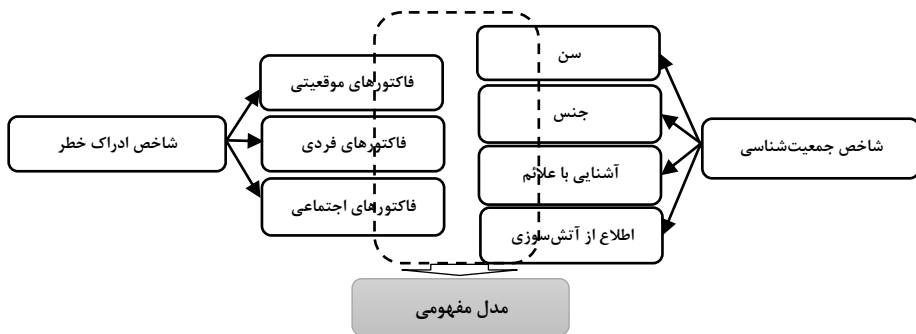 شاخص جمعیت‌شناسی
سن
جنس
آشنایی با علائم
اطلاع از آتش‌سوزی
فاکتورهای موقعیتی
فاکتورهای فردی
فاکتورهای اجتماعی
شاخص ادراک خطر
مدل مفهومی